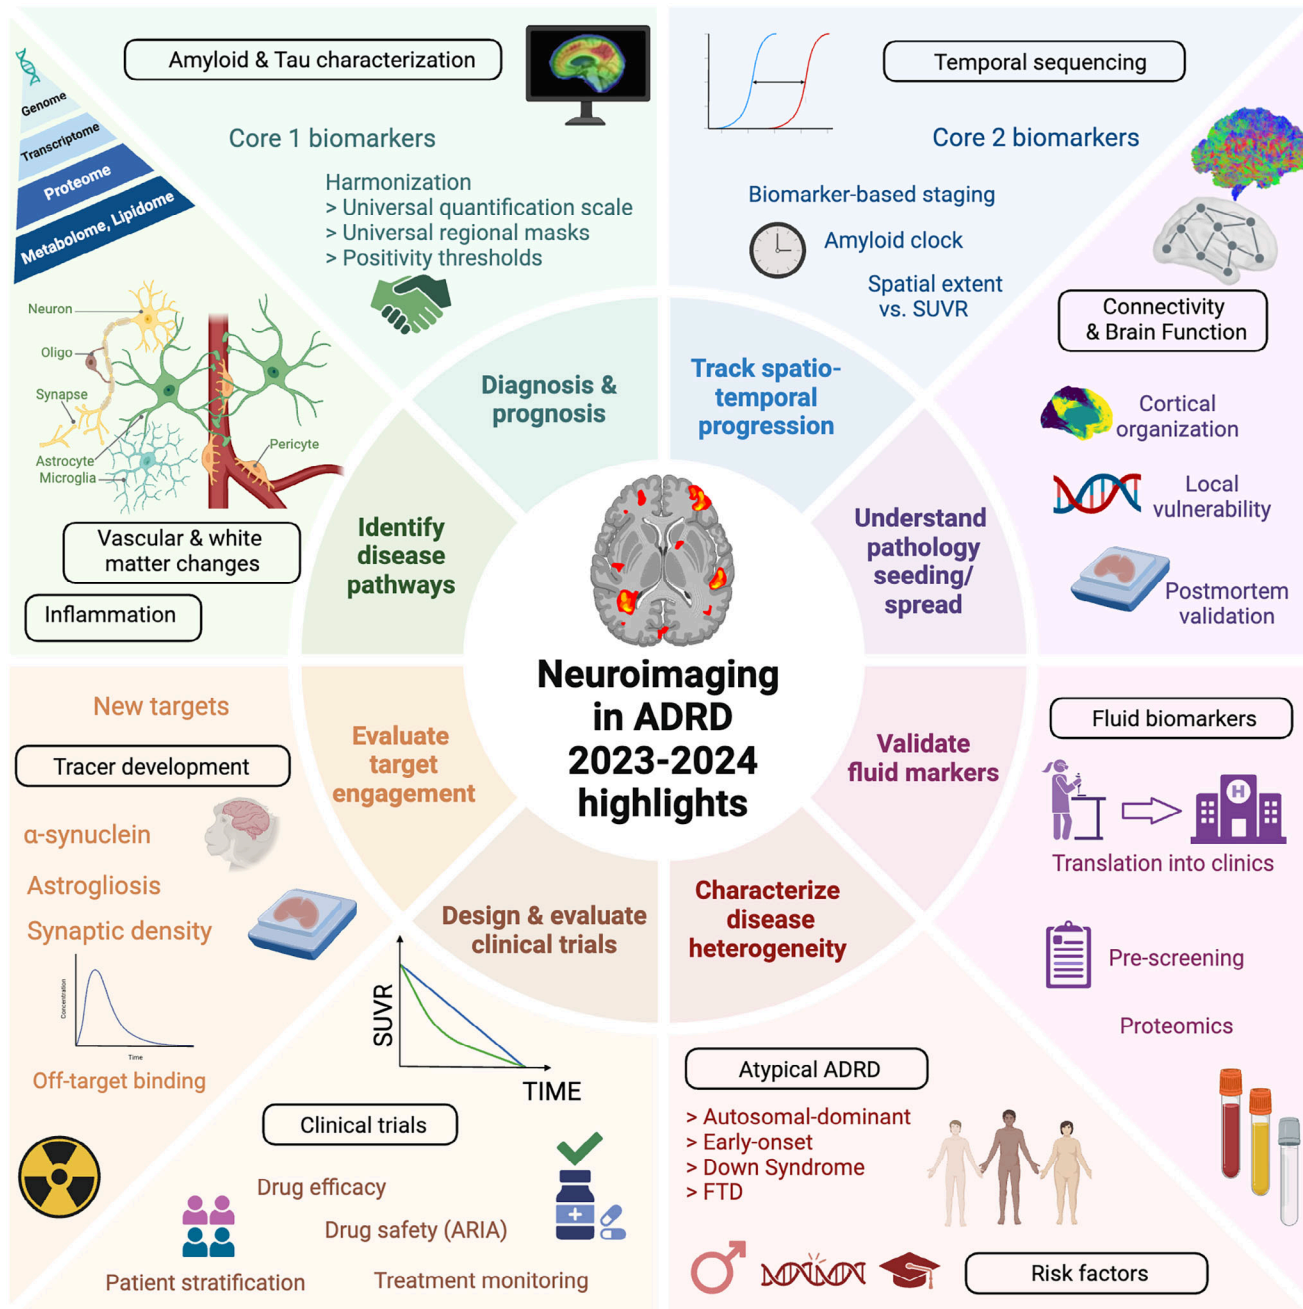 Amyloid & Tau characterization
Core 1 biomarkers
Harmonization
> Universal quantification scale
> Universal regional masks
> Positivity thresholds
Diagnosis &
prognosis
Temporal sequencing
Core 2 biomarkers
Biomarker-based staging
Amyloid clock
Spatial extent
vs. SUVR
Track spatio-
temporal
progression
Connectivity
& Brain Function
Cortical
organization
Local
vulnerability
Postmortem
validation
Understand
pathology
seeding/
spread
Fluid biomarkers
H
Translation into clinics
Pre-screening
Proteomics
Validate
fluid markers
Characterize
disease
heterogeneity
Atypical ADRD
> Autosomal-dominant
> Early-onset
> Down Syndrome
> FTD
Risk factors
Design & evaluate
clinical trials
SUVR
TIME
Clinical trials
Drug efficacy
Drug safety (ARIA)
Patient stratification
Treatment monitoring
Evaluate
target
engagement
New targets
Tracer development
α-synuclein
Astrogliosis
Synaptic density
Concentration
Time
Off-target binding
Identify
disease
pathways
Genome
Transcriptome
Proteome
Metabolome, Lipidome
Neuron
Oligo
Synapse
Astrocyte
Microglia
Pericyte
Vascular & white
matter changes
Inflammation
Neuroimaging
in ADRD
2023-2024
highlights